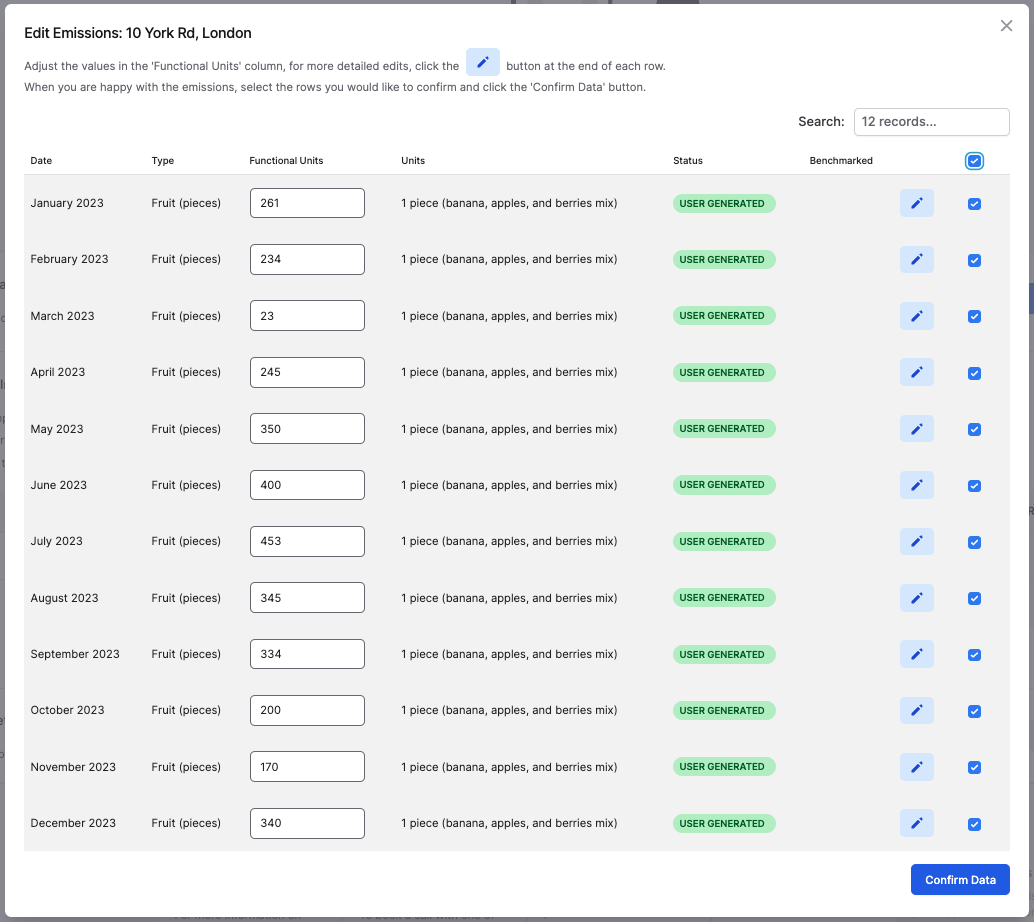 Edit Emissions: 10 York Rd, London
Adjust the values in the 'Functional Units' column, for more detailed edits, click the button at the end of each row.
When you are happy with the emissions, select the rows you would like to confirm and click the 'Confirm Data' button.
Search: 12 records...
Date Type Functional Units Units Status Benchmarked
January 2023 Fruit (pieces) 261 1 piece (banana, apples, and berries mix) USER GENERATED
February 2023 Fruit (pieces) 234 1 piece (banana, apples, and berries mix) USER GENERATED
March 2023 Fruit (pieces) 23 1 piece (banana, apples, and berries mix) USER GENERATED
April 2023 Fruit (pieces) 245 1 piece (banana, apples, and berries mix) USER GENERATED
May 2023 Fruit (pieces) 350 1 piece (banana, apples, and berries mix) USER GENERATED
June 2023 Fruit (pieces) 400 1 piece (banana, apples, and berries mix) USER GENERATED
July 2023 Fruit (pieces) 453 1 piece (banana, apples, and berries mix) USER GENERATED
August 2023 Fruit (pieces) 345 1 piece (banana, apples, and berries mix) USER GENERATED
September 2023 Fruit (pieces) 334 1 piece (banana, apples, and berries mix) USER GENERATED
October 2023 Fruit (pieces) 200 1 piece (banana, apples, and berries mix) USER GENERATED
November 2023 Fruit (pieces) 170 1 piece (banana, apples, and berries mix) USER GENERATED
December 2023 Fruit (pieces) 340 1 piece (banana, apples, and berries mix) USER GENERATED
Confirm Data